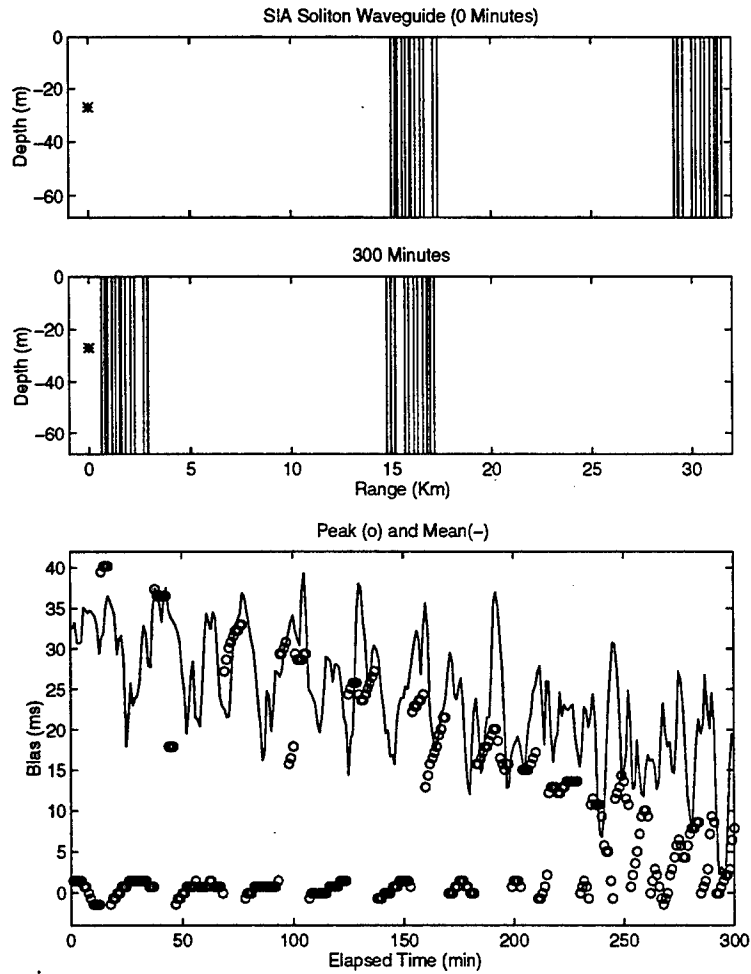 SIA Soliton Waveguide (0 Minutes)
0
−20
−40
−60
Depth (m)
300 Minutes
0
−20
−40
−60
Depth (m)
0 5 10 15 20 25 30
Range (Km)
Peak (o) and Mean(-)
40
35
30
25
20
15
10
5
0
Bias (ms)
0 50 100 150 200 250 300
Elapsed Time (min)